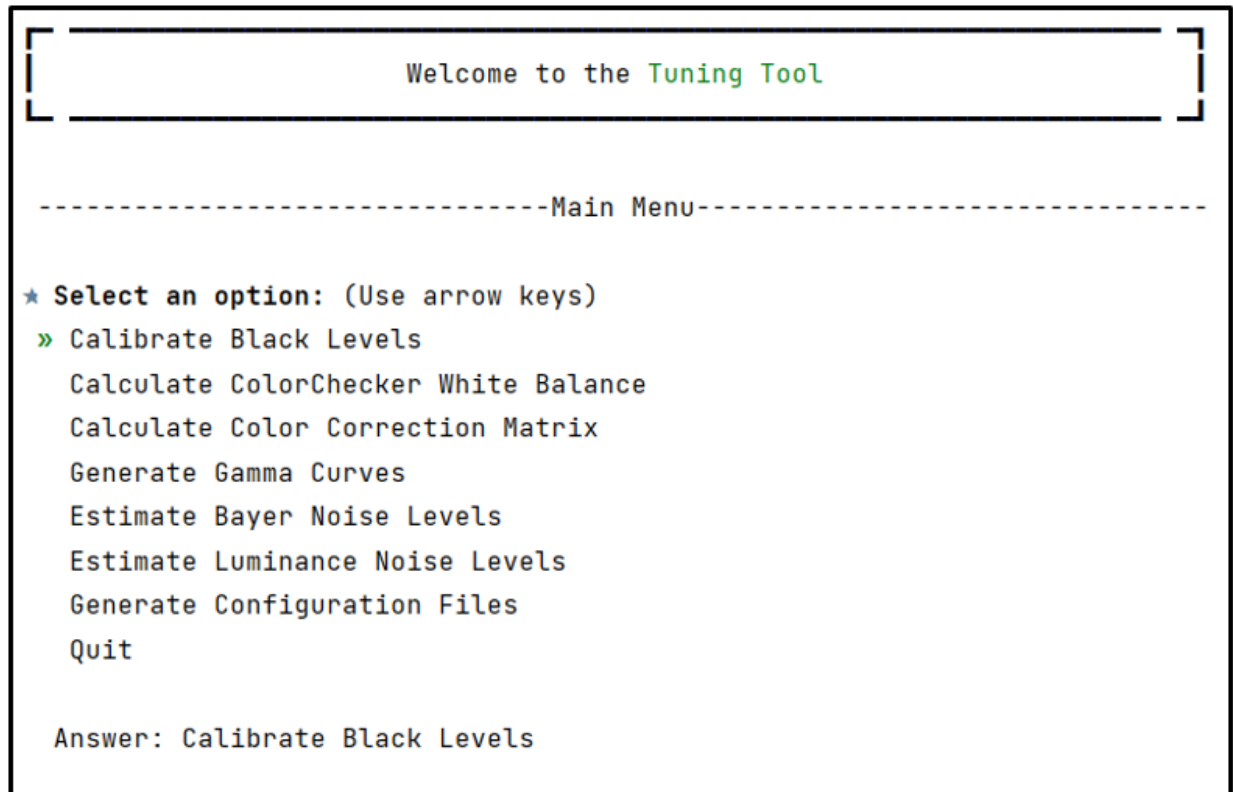 Welcome to the Tuning Tool
--------------------------------Main Menu--------------------------------
★ Select an option: (Use arrow keys)
» Calibrate Black Levels
Calculate ColorChecker White Balance
Calculate Color Correction Matrix
Generate Gamma Curves
Estimate Bayer Noise Levels
Estimate Luminance Noise Levels
Generate Configuration Files
Quit
Answer: Calibrate Black Levels